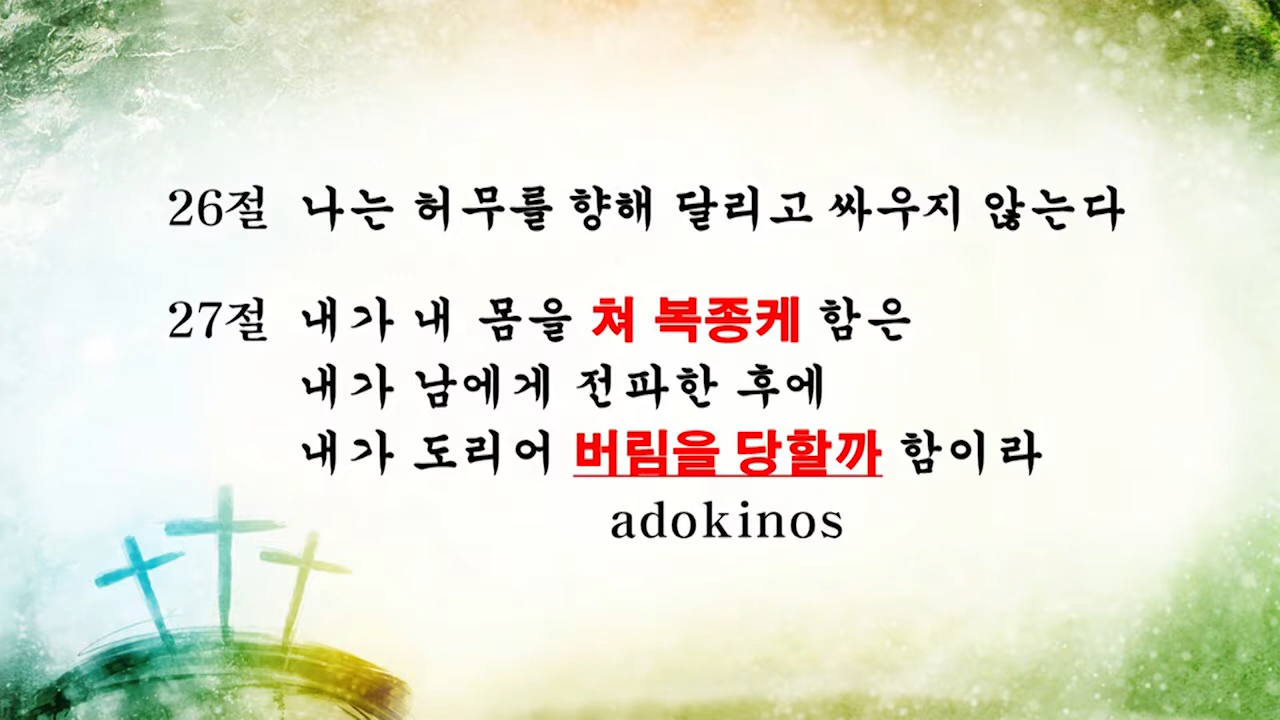 26절 나는 허무를 향해 달리고 싸우지 않는다
27절 내가 내 몸을 쳐 복종케 함은
내가 남에게 전파한 후에
내가 도리어 버림을 당할까 함이라
adokinos